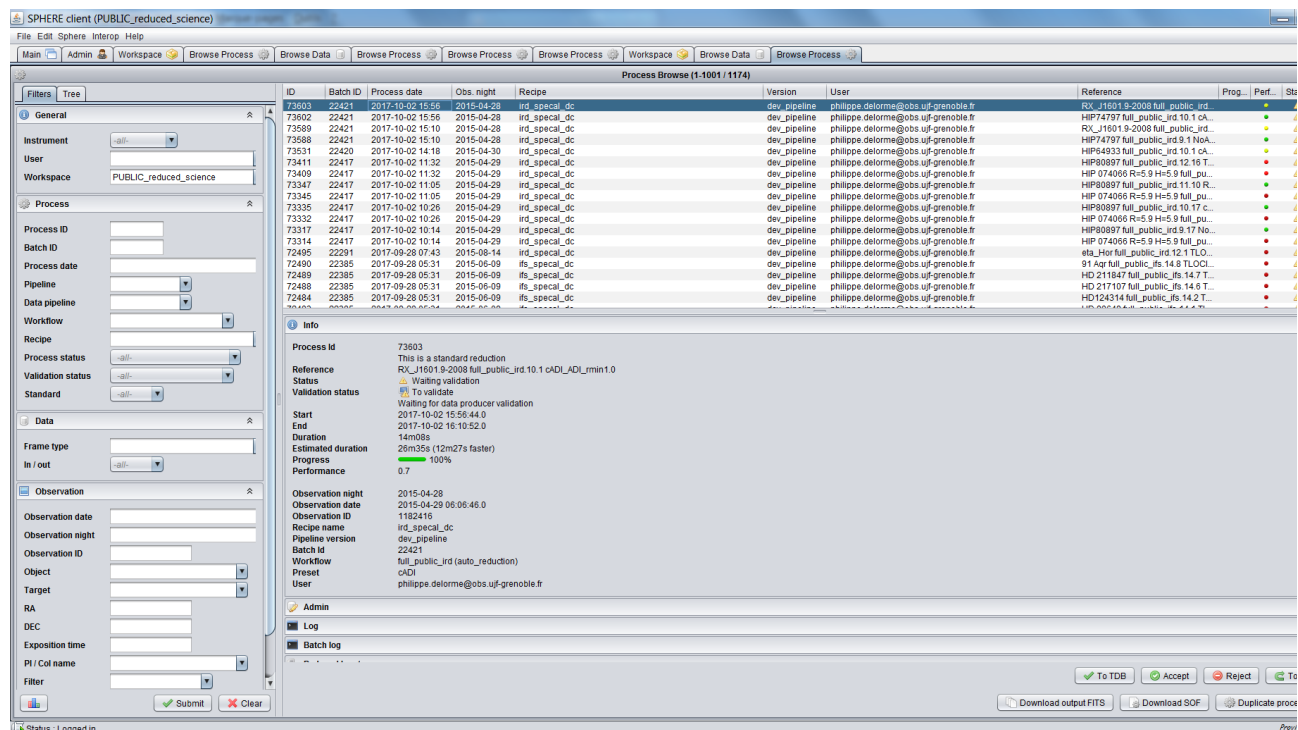 SPHERE client (PUBLIC_reduced_science)
File Edit Sphere Interop Help
Main Admin Workspace Browse Process Browse Data Browse Process Browse Process Browse Process Workspace Browse Data Browse Process
Process Browse (1-1001 / 1174)
Filters Tree
General
Instrument -all-
User
Workspace PUBLIC_reduced_science
Process
Process ID
Batch ID
Process date
Pipeline
Data pipeline
Workflow
Recipe
Process status -all-
Validation status -all-
Standard -all-
Data
Frame type
In / out -all-
Observation
Observation date
Observation night
Observation ID
Object
Target
RA
DEC
Exposition time
PI / Col name
Filter
Submit Clear
ID Batch ID Process date Obs. night Recipe Version User Reference Prog... Perf... Sta
73603 22421 2017-10-02 15:56 2015-04-28 ird_specal_dc dev_pipeline philippe.delorme@obs.ujf-grenoble.fr RX_J1601.9-2008 full_public_ird...
73602 22421 2017-10-02 15:56 2015-04-28 ird_specal_dc dev_pipeline philippe.delorme@obs.ujf-grenoble.fr HIP74797 full_public_ird.10.1 cA...
73589 22421 2017-10-02 15:10 2015-04-28 ird_specal_dc dev_pipeline philippe.delorme@obs.ujf-grenoble.fr RX_J1601.9-2008 full_public_ird...
73588 22421 2017-10-02 15:10 2015-04-28 ird_specal_dc dev_pipeline philippe.delorme@obs.ujf-grenoble.fr HIP74797 full_public_ird.9.1 NoA...
73531 22420 2017-10-02 14:18 2015-04-30 ird_specal_dc dev_pipeline philippe.delorme@obs.ujf-grenoble.fr HIP64933 full_public_ird.10.1 cA...
73411 22417 2017-10-02 11:32 2015-04-29 ird_specal_dc dev_pipeline philippe.delorme@obs.ujf-grenoble.fr HIP80897 full_public_ird.12.16 T...
73409 22417 2017-10-02 11:32 2015-04-29 ird_specal_dc dev_pipeline philippe.delorme@obs.ujf-grenoble.fr HIP 074066 R=5.9 H=5.9 full_pu...
73347 22417 2017-10-02 11:05 2015-04-29 ird_specal_dc dev_pipeline philippe.delorme@obs.ujf-grenoble.fr HIP80897 full_public_ird.11.10 R...
73345 22417 2017-10-02 11:05 2015-04-29 ird_specal_dc dev_pipeline philippe.delorme@obs.ujf-grenoble.fr HIP 074066 R=5.9 H=5.9 full_pu...
73335 22417 2017-10-02 10:26 2015-04-29 ird_specal_dc dev_pipeline philippe.delorme@obs.ujf-grenoble.fr HIP80897 full_public_ird.10.17 c...
73332 22417 2017-10-02 10:26 2015-04-29 ird_specal_dc dev_pipeline philippe.delorme@obs.ujf-grenoble.fr HIP 074066 R=5.9 H=5.9 full_pu...
73317 22417 2017-10-02 10:14 2015-04-29 ird_specal_dc dev_pipeline philippe.delorme@obs.ujf-grenoble.fr HIP80897 full_public_ird.9.17 No...
73314 22417 2017-10-02 10:14 2015-04-29 ird_specal_dc dev_pipeline philippe.delorme@obs.ujf-grenoble.fr HIP 074066 R=5.9 H=5.9 full_pu...
72495 22291 2017-09-28 07:43 2015-08-14 ird_specal_dc dev_pipeline philippe.delorme@obs.ujf-grenoble.fr eta_Hor full_public_ird.12.1 TLO...
72490 22385 2017-09-28 05:31 2015-06-09 ifs_specal_dc dev_pipeline philippe.delorme@obs.ujf-grenoble.fr 91 Aqr full_public_ifs.14.8 TLOCI...
72489 22385 2017-09-28 05:31 2015-06-09 ifs_specal_dc dev_pipeline philippe.delorme@obs.ujf-grenoble.fr HD 211847 full_public_ifs.14.7 T...
72488 22385 2017-09-28 05:31 2015-06-09 ifs_specal_dc dev_pipeline philippe.delorme@obs.ujf-grenoble.fr HD 217107 full_public_ifs.14.6 T...
72484 22385 2017-09-28 05:31 2015-06-09 ifs_specal_dc dev_pipeline philippe.delorme@obs.ujf-grenoble.fr HD124314 full_public_ifs.14.2 T...
Info
Process Id 73603
This is a standard reduction
Reference RX_J1601.9-2008 full_public_ird.10.1 cADI_ADI_rmin1.0
Status Waiting validation
Validation status To validate
Waiting for data producer validation
Start 2017-10-02 15:56:44.0
End 2017-10-02 16:10:52.0
Duration 14m08s
Estimated duration 26m35s (12m27s faster)
Progress 100%
Performance 0.7
Observation night 2015-04-28
Observation date 2015-04-29 06:06:46.0
Observation ID 1182416
Recipe name ird_specal_dc
Pipeline version dev_pipeline
Batch Id 22421
Workflow full_public_ird (auto_reduction)
Preset cADI
User philippe.delorme@obs.ujf-grenoble.fr
Admin
Log
Batch log
To TDB Accept Reject To
Download output FITS Download SOF Duplicate proce
Status : Logged in